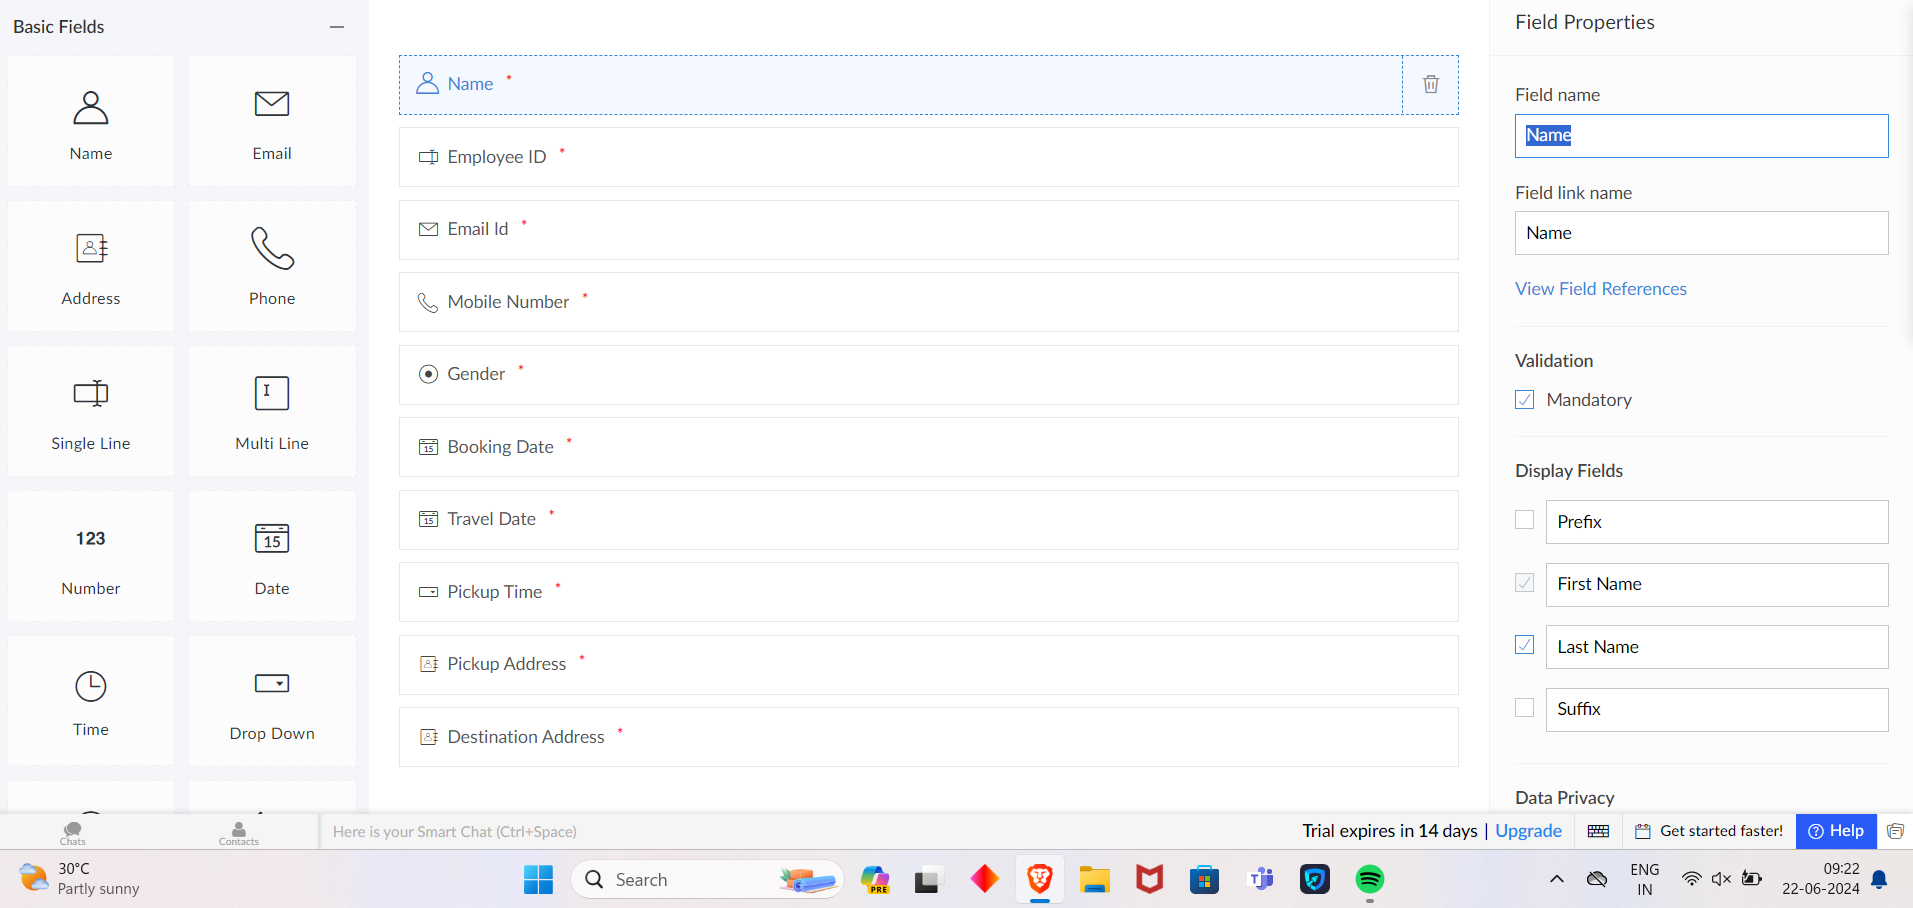 Basic Fields
Name
Email
Address
Phone
Single Line
Multi Line
123
Number
15
Date
Time
Drop Down
Name *
Employee ID *
Email Id *
Mobile Number *
Gender *
15 Booking Date *
15 Travel Date *
Pickup Time *
Pickup Address *
Destination Address *
Field Properties
Field name
Name
Field link name
Name
View Field References
Validation
Mandatory
Display Fields
Prefix
First Name
Last Name
Suffix
Data Privacy
Chats
Contacts
Here is your Smart Chat (Ctrl+Space)
Trial expires in 14 days | Upgrade
Get started faster!
? Help
30°C
Partly sunny
Search
PRE
ENG
IN
09:22
22-06-2024